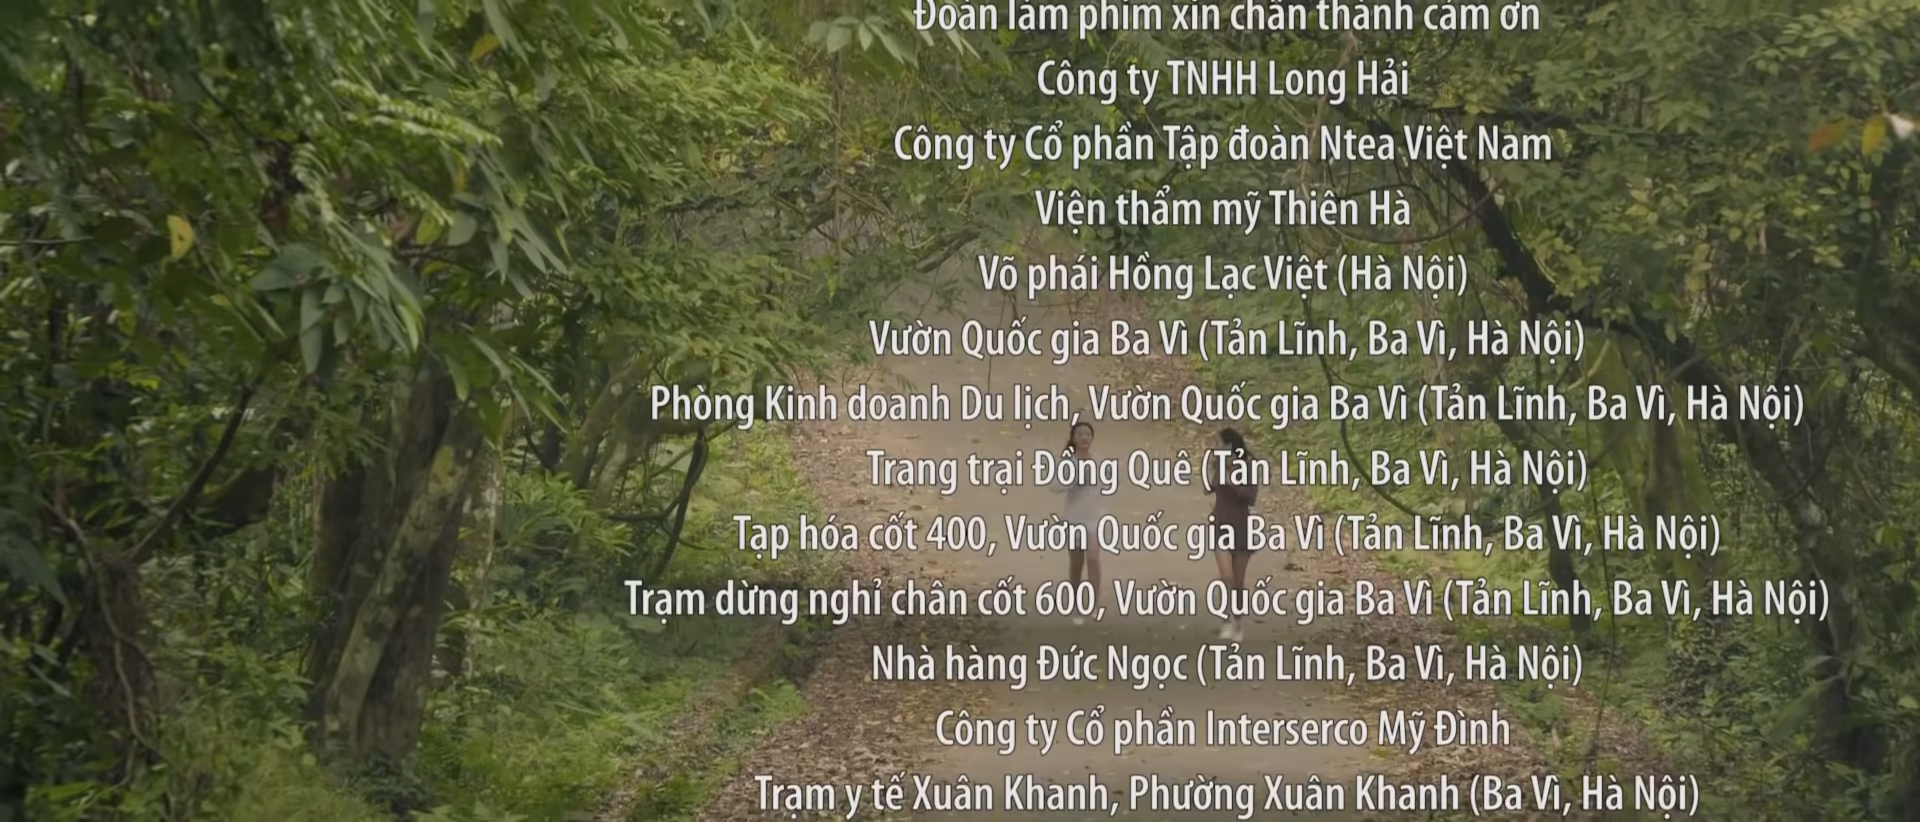 Đoàn làm phim xin chân thành cảm ơn
Công ty TNHH Long Hải
Công ty Cổ phần Tập đoàn Ntea Việt Nam
Viện thẩm mỹ Thiên Hà
Võ phái Hồng Lạc Việt (Hà Nội)
Vườn Quốc gia Ba Vì (Tản Lĩnh, Ba Vì, Hà Nội)
Phòng Kinh doanh Du lịch, Vườn Quốc gia Ba Vì (Tản Lĩnh, Ba Vì, Hà Nội)
Trang trại Đồng Quê (Tản Lĩnh, Ba Vì, Hà Nội)
Tạp hóa cốt 400, Vườn Quốc gia Ba Vì (Tản Lĩnh, Ba Vì, Hà Nội)
Trạm dừng nghỉ chân cốt 600, Vườn Quốc gia Ba Vì (Tản Lĩnh, Ba Vì, Hà Nội)
Nhà hàng Đức Ngọc (Tản Lĩnh, Ba Vì, Hà Nội)
Công ty Cổ phần Interserco Mỹ Đình
Trạm y tế Xuân Khanh, Phường Xuân Khanh (Ba Vì, Hà Nội)